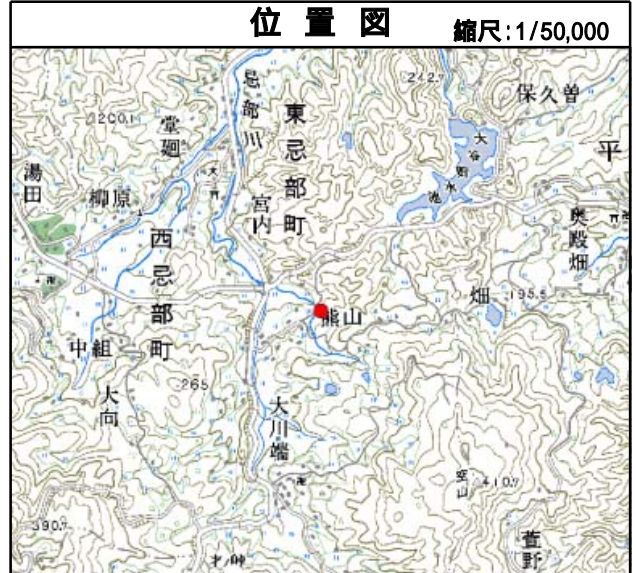 位置図
縮尺:1/50,000
忌部川
東忌部町
242.7
保久曽
200.1
堂廻
大谷
池
平
湯田
柳原
宮内
奥殿畑
西忌部町
畑
195.5
熊山
中組
265
大向
大川端
空山
410.7
390.7
才ノ峠
菅野